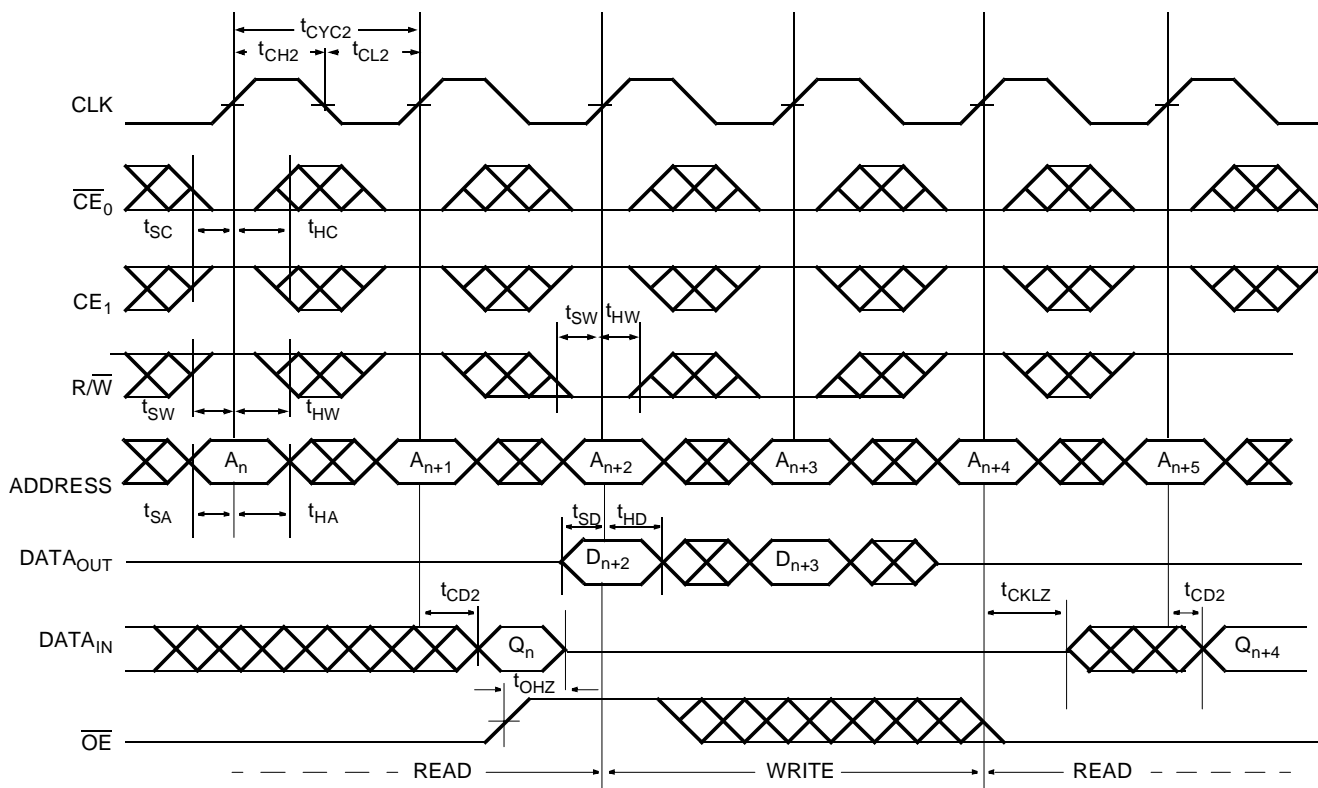 tCYC2
tCH2 tCL2
CLK
CE0
tSC tHC
CE1
tSW tHW
R/W
tSW tHW
An An+1 An+2 An+3 An+4 An+5
ADDRESS
tSA tHA
tSD tHD
DATAOUT Dn+2 Dn+3
tCD2 tCKLZ tCD2
DATAIN Qn Qn+4
tOHZ
OE
READ WRITE READ